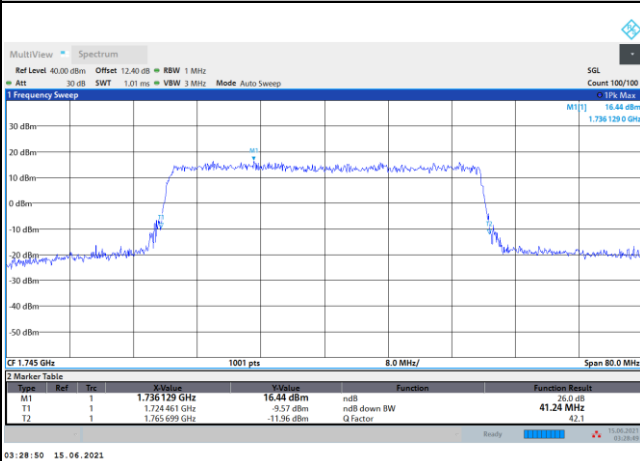 MultiView Spectrum
Ref Level 40.00 dBm Offset 12.40 dB RBW 1 MHz SGL
Att 30 dB SWT 1.01 ms VBW 3 MHz Mode Auto Sweep Count 100/100
1 Frequency Sweep 1Pk Max
M1[1] 16.44 dBm
1.736 129 0 GHz
30 dBm
M1
20 dBm
10 dBm
0 dBm
T1 T2
-10 dBm
-20 dBm
-30 dBm
-40 dBm
-50 dBm
CF 1.745 GHz 1001 pts 8.0 MHz/ Span 80.0 MHz
2 Marker Table
Type Ref Trc X-Value Y-Value Function Function Result
M1 1 1.736 129 GHz 16.44 dBm ndB 26.0 dB
T1 1 1.724 461 GHz -9.57 dBm ndB down BW 41.24 MHz
T2 1 1.765 699 GHz -11.96 dBm Q Factor 42.1
Ready 15.06.2021
03:28:49
03:28:50 15.06.2021